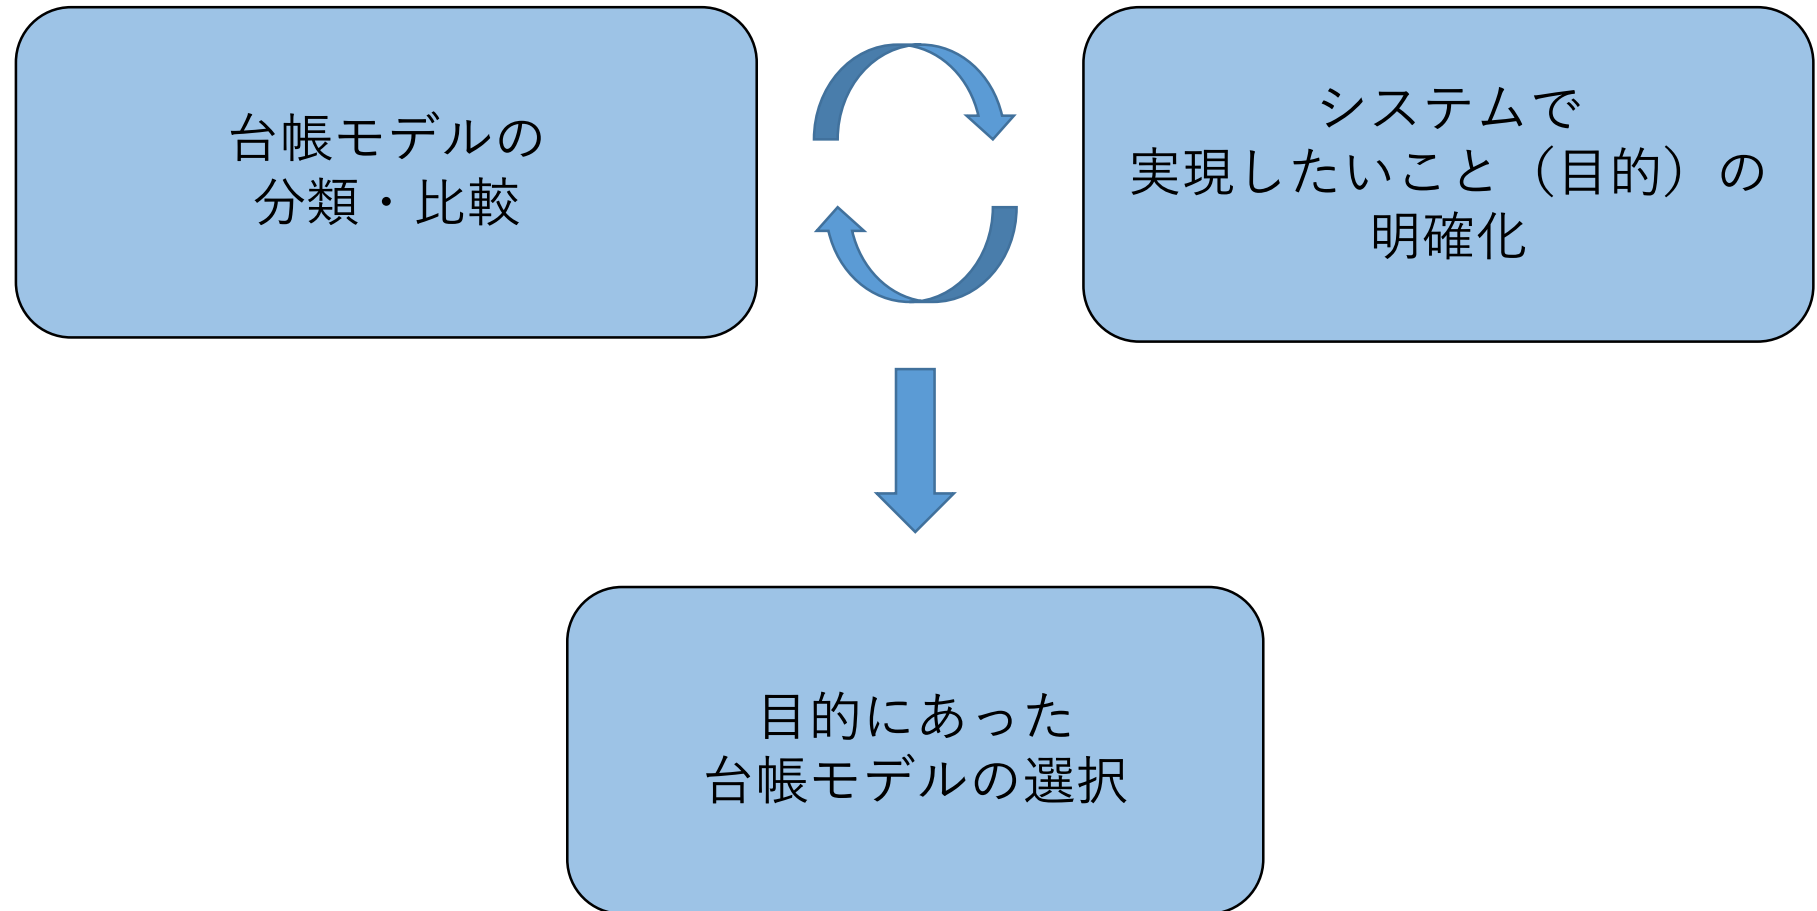 台帳モデルの
分類・比較
システムで
実現したいこと（目的）の
明確化
目的にあった
台帳モデルの選択